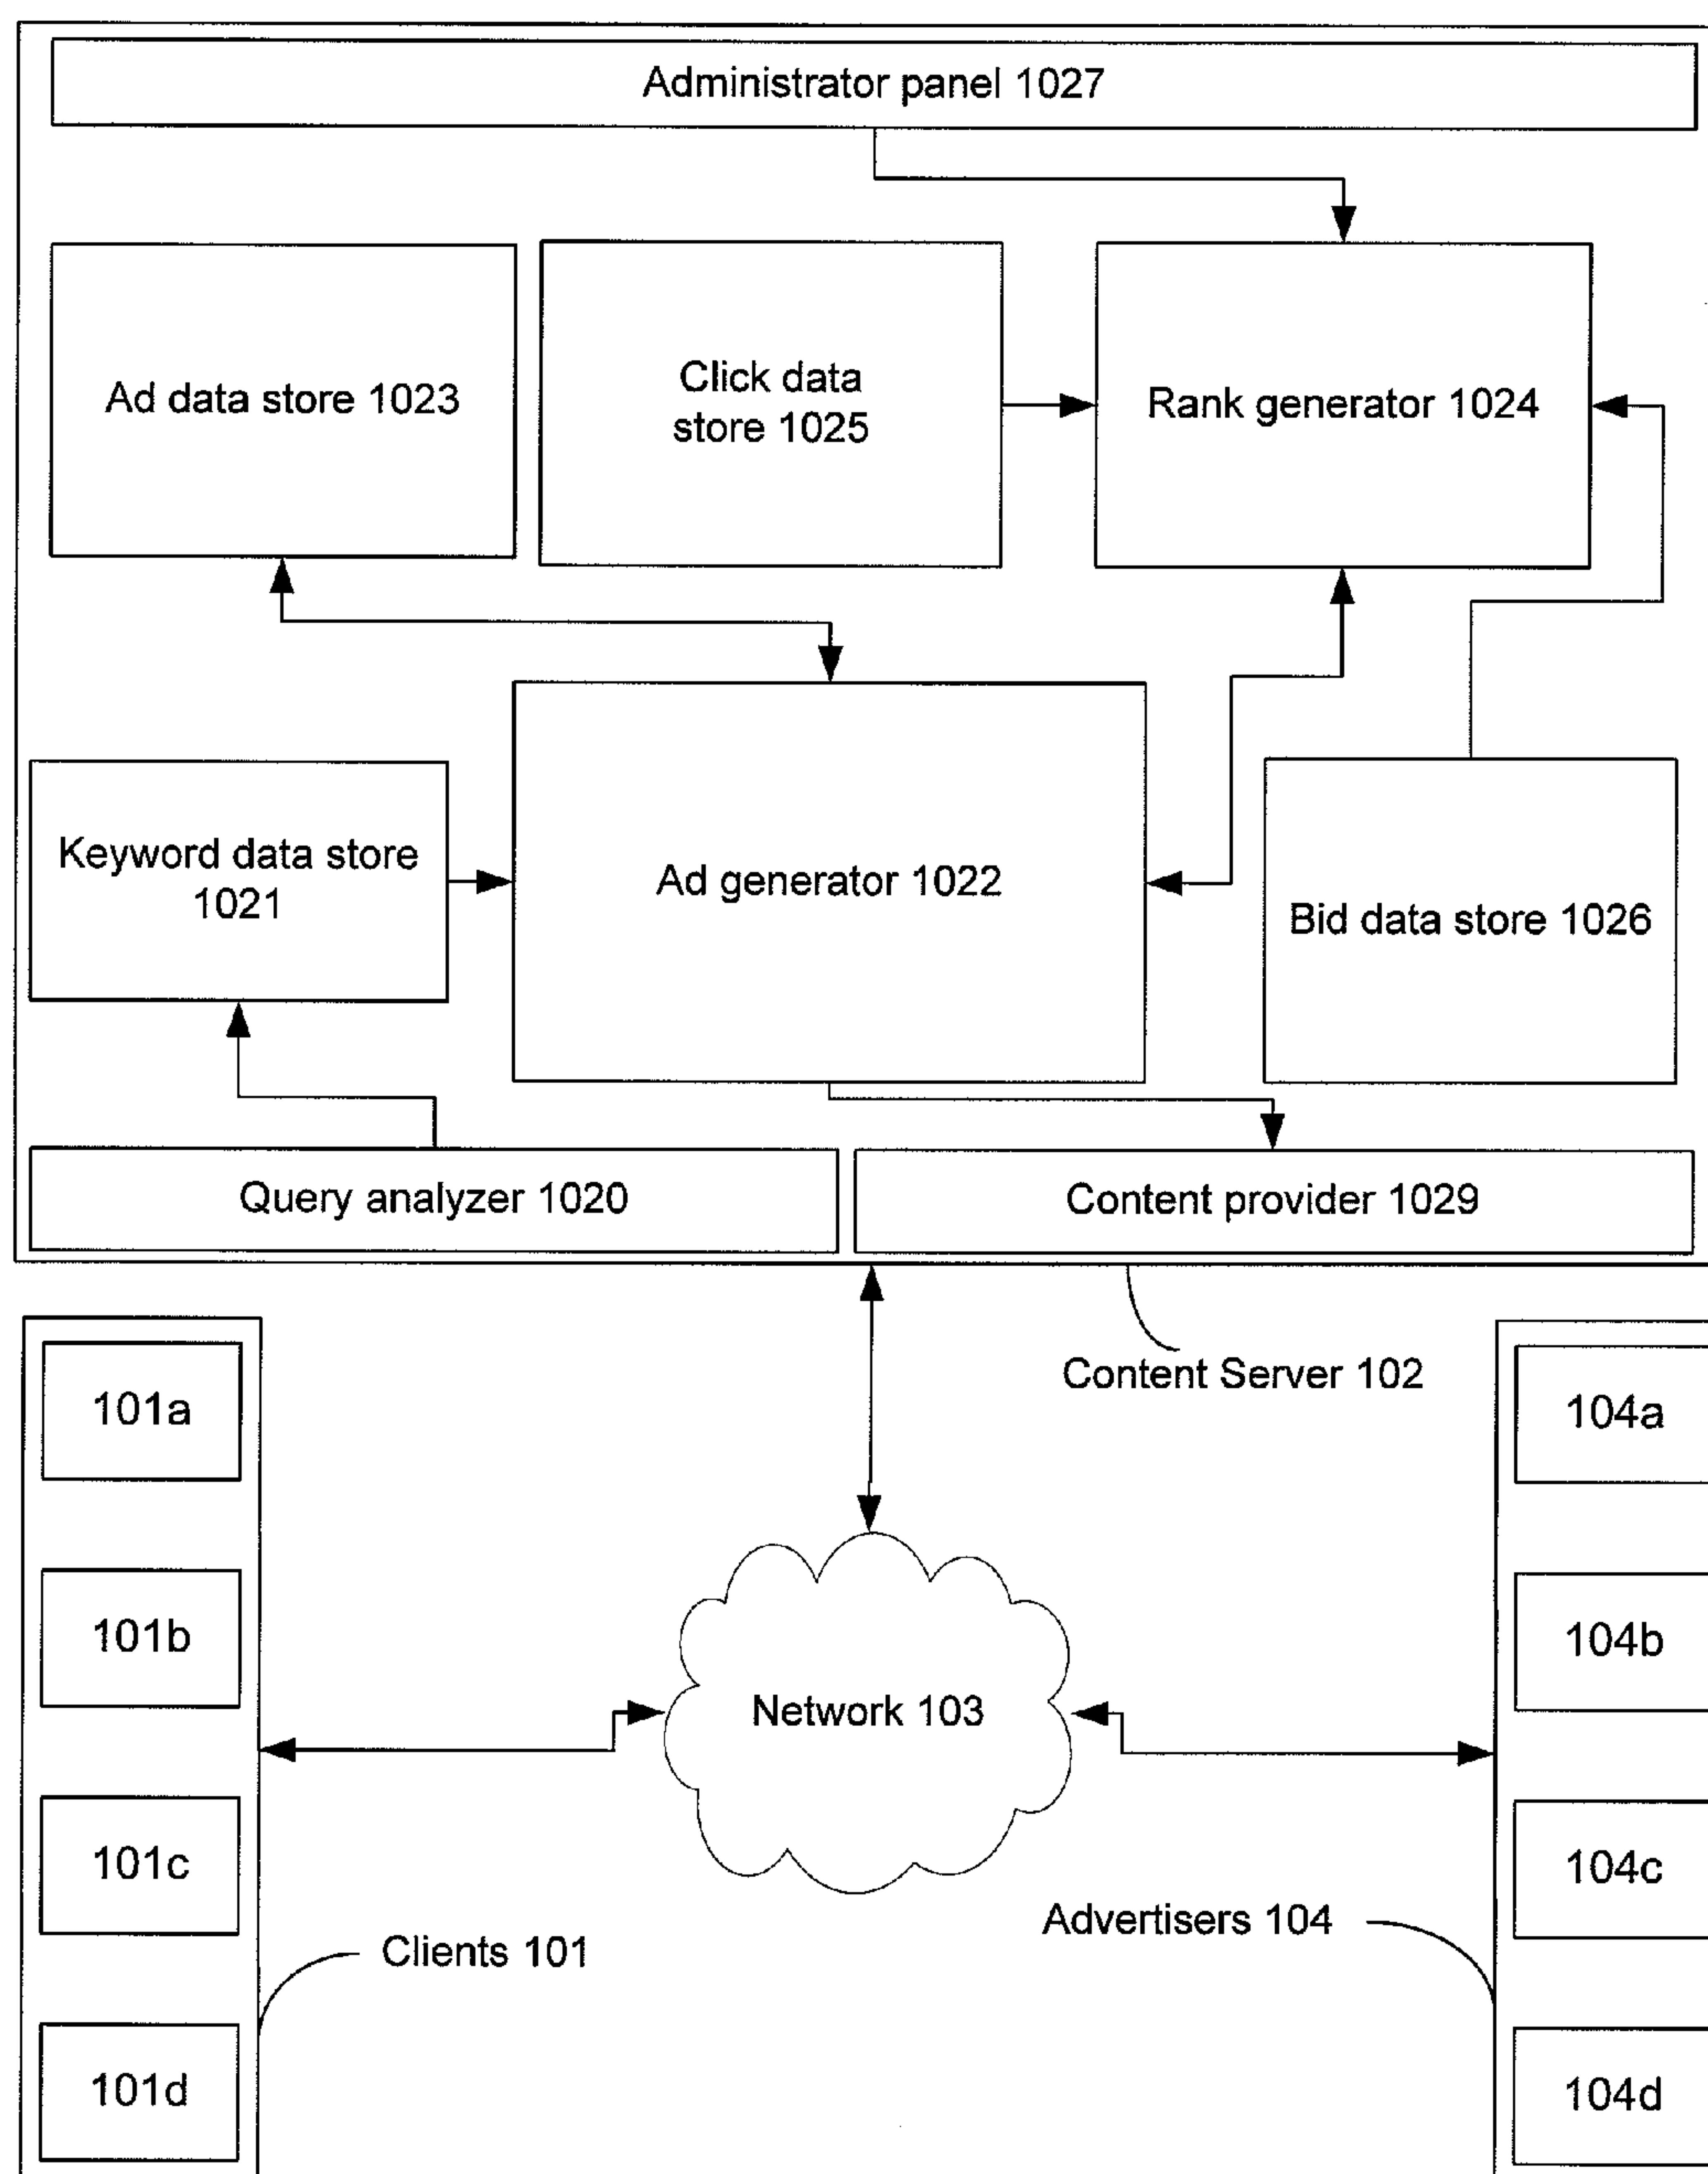 Administrator panel 1027
Ad data store 1023
Click data
store 1025
Rank generator 1024
Keyword data store
1021
Ad generator 1022
Bid data store 1026
Query analyzer 1020
Content provider 1029
Content Server 102
101a
104a
101b
104b
Network 103
101c
104c
Advertisers 104
Clients 101
101d
104d